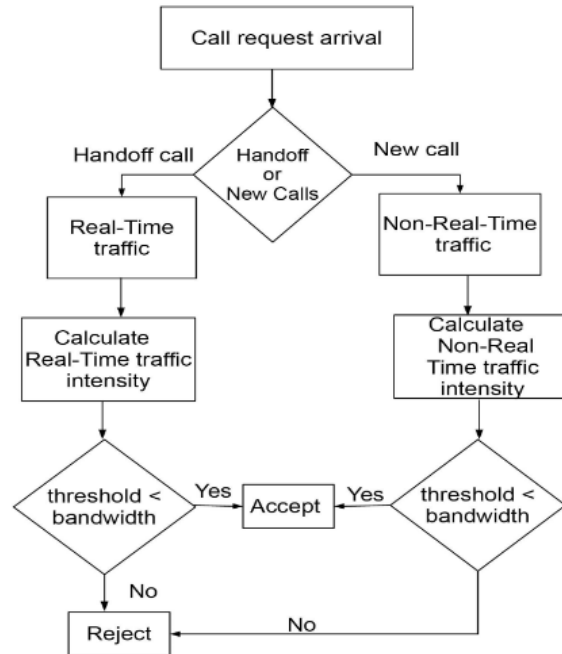 Call request arrival
Handoff call
Handoff
or
New Calls
New call
Real-Time
traffic
Non-Real-Time
traffic
Calculate
Real-Time traffic
intensity
Calculate
Non-Real
Time traffic
intensity
threshold <
bandwidth
Yes
Accept
Yes
threshold <
bandwidth
No
Reject
No